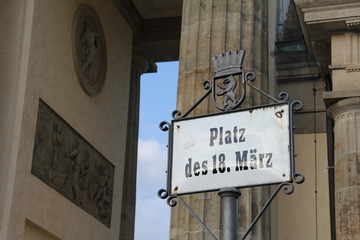 Platz
des 18. März